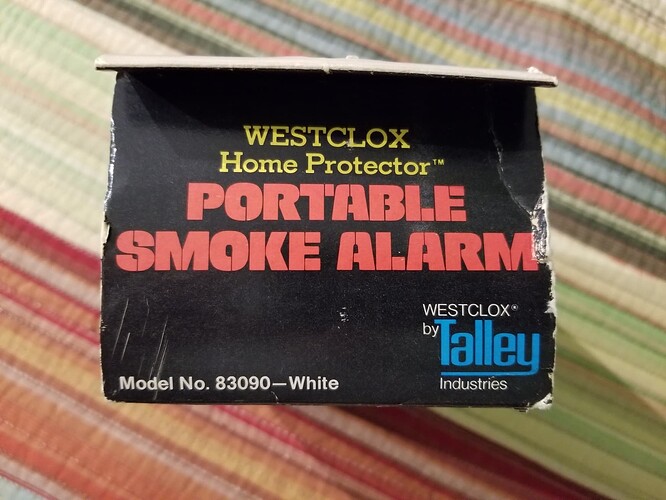 WESTCLOX
Home Protector™
PORTABLE
SMOKE ALARM
WESTCLOX®
by Talley
Industries
Model No. 83090—White